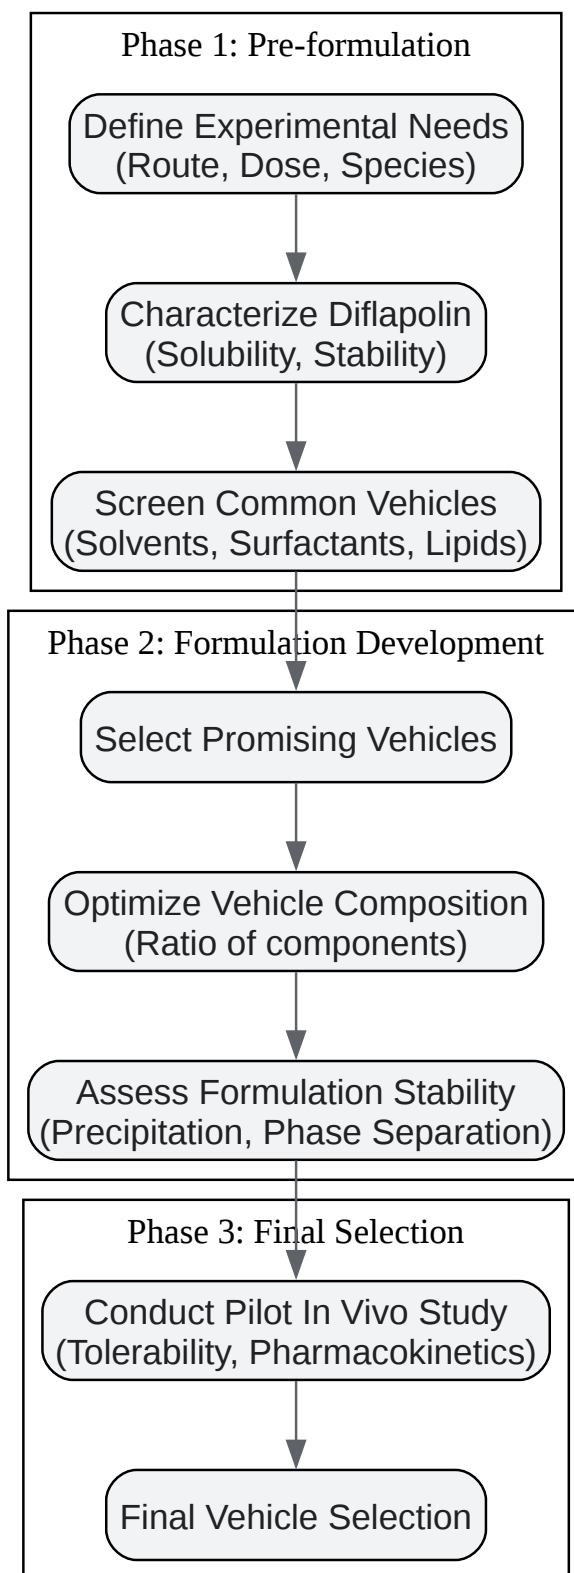 Phase 1: Pre-formulation
Define Experimental Needs
(Route, Dose, Species)
Characterize Diflapolin
(Solubility, Stability)
Screen Common Vehicles
(Solvents, Surfactants, Lipids)
Phase 2: Formulation Development
Select Promising Vehicles
Optimize Vehicle Composition
(Ratio of components)
Assess Formulation Stability
(Precipitation, Phase Separation)
Phase 3: Final Selection
Conduct Pilot In Vivo Study
(Tolerability, Pharmacokinetics)
Final Vehicle Selection